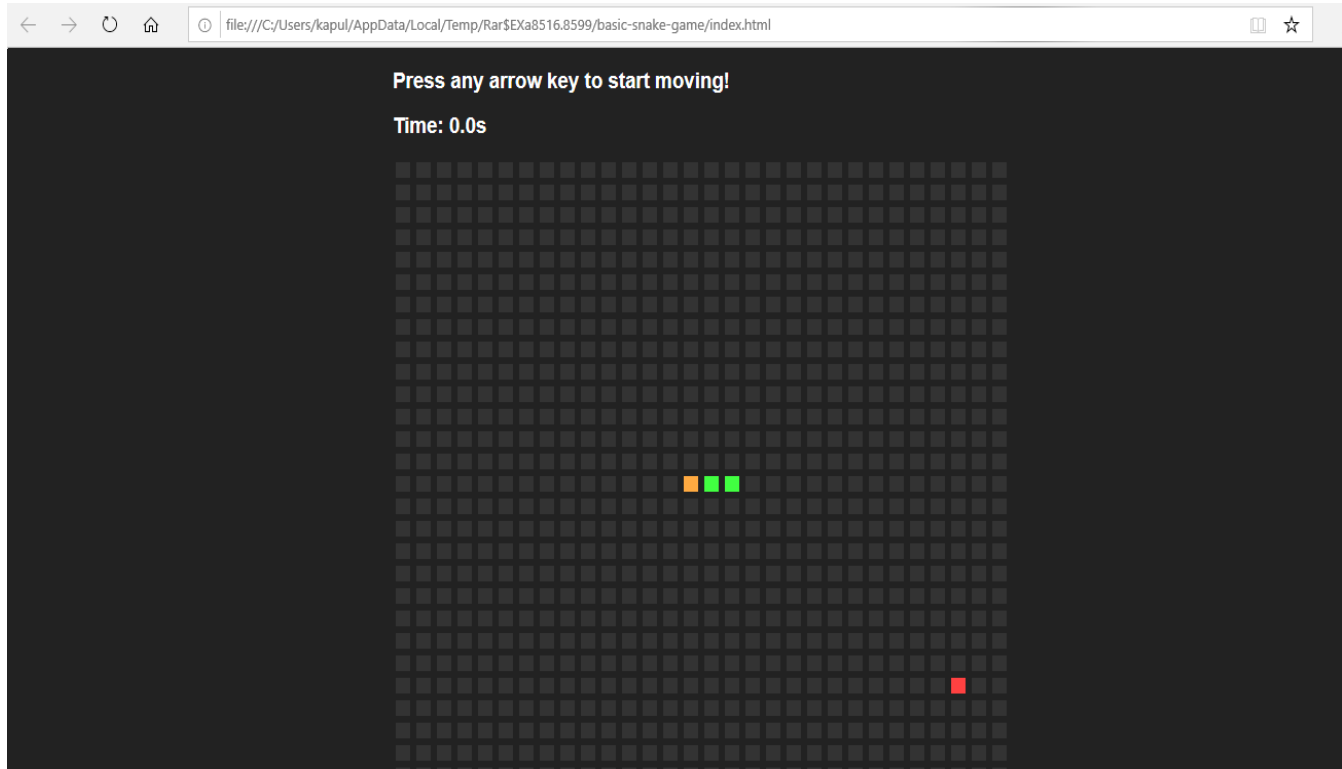 file:///C:/Users/kapul/AppData/Local/Temp/Rar$EXa8516.8599/basic-snake-game/index.html
Press any arrow key to start moving!
Time: 0.0s